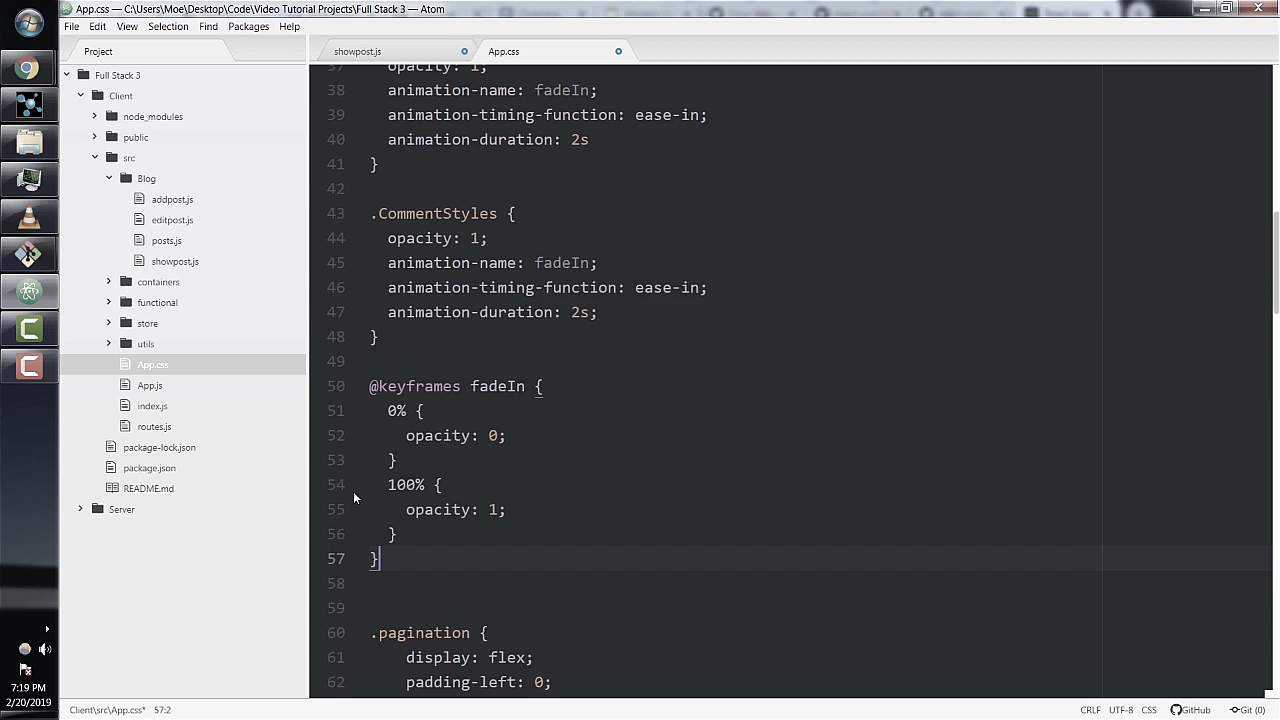 App.css — C:\Users\Moe\Desktop\Code\Video Tutorial Projects\Full Stack 3 — Atom
File Edit View Selection Find Packages Help
Project
showpost.js
App.css
Full Stack 3
Client
node_modules
public
src
Blog
addpost.js
editpost.js
posts.js
showpost.js
containers
functional
store
utils
App.css
App.js
index.js
routes.js
package-lock.json
package.json
README.md
Server
37 opacity: 1;
38 animation-name: fadeIn;
39 animation-timing-function: ease-in;
40 animation-duration: 2s
41 }
42
43 .CommentStyles {
44 opacity: 1;
45 animation-name: fadeIn;
46 animation-timing-function: ease-in;
47 animation-duration: 2s;
48 }
49
50 @keyframes fadeIn {
51 0% {
52 opacity: 0;
53 }
54 100% {
55 opacity: 1;
56 }
57 }
58
59
60 .pagination {
61 display: flex;
62 padding-left: 0;
7:19 PM
2/20/2019
Client\src\App.css* 57:2
CRLF UTF-8 CSS GitHub Git (0)